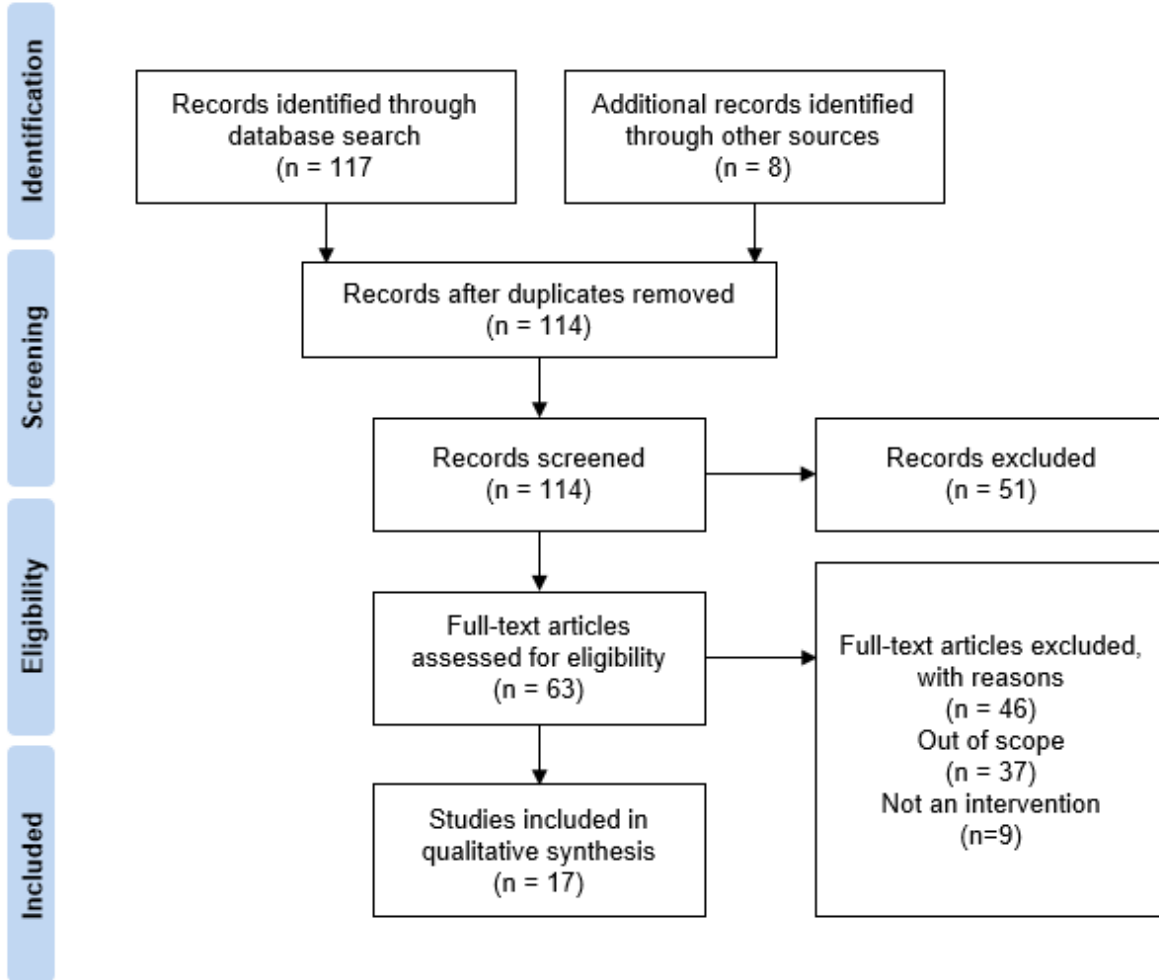 Identification
Records identified through
database search
(n = 117
Additional records identified
through other sources
(n = 8)
Screening
Records after duplicates removed
(n = 114)
Records screened
(n = 114)
Records excluded
(n = 51)
Eligibility
Full-text articles
assessed for eligibility
(n = 63)
Full-text articles excluded,
with reasons
(n = 46)
Out of scope
(n = 37)
Not an intervention
(n=9)
Included
Studies included in
qualitative synthesis
(n = 17)